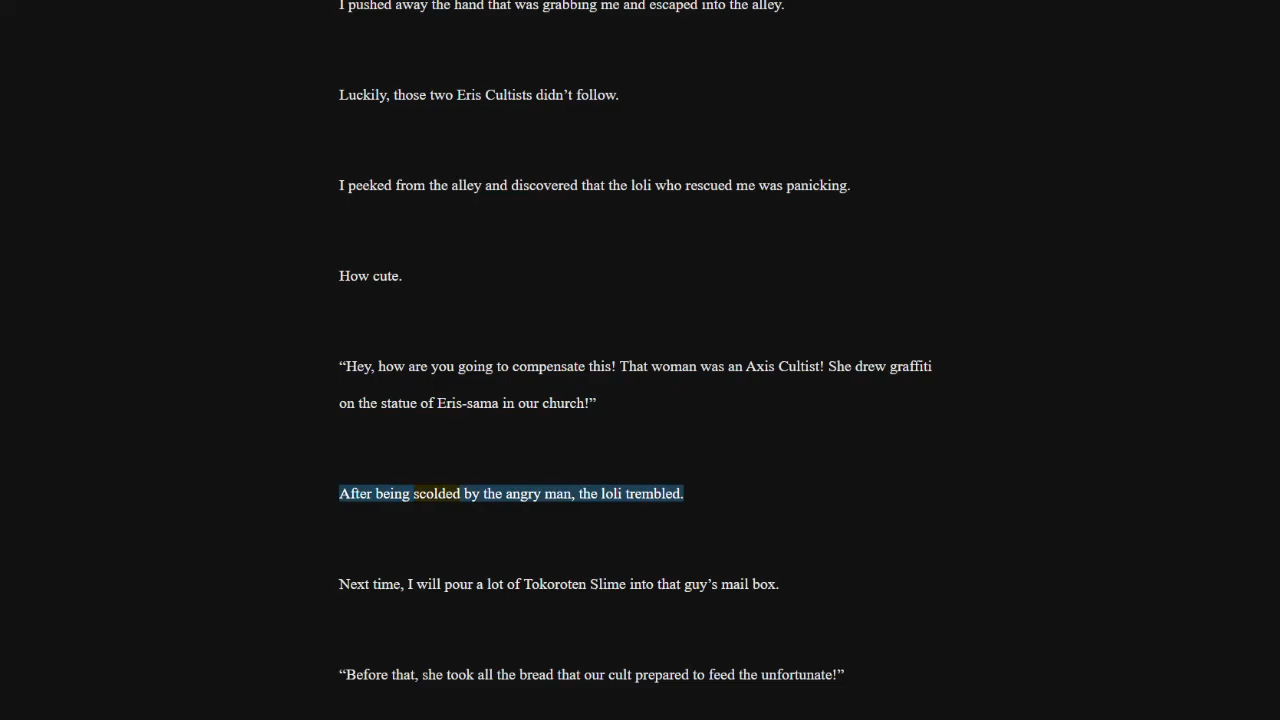 I pushed away the hand that was grabbing me and escaped into the alley.
Luckily, those two Eris Cultists didn’t follow.
I peeked from the alley and discovered that the loli who rescued me was panicking.
How cute.
“Hey, how are you going to compensate this! That woman was an Axis Cultist! She drew graffiti
on the statue of Eris-sama in our church!”
After being scolded by the angry man, the loli trembled.
Next time, I will pour a lot of Tokoroten Slime into that guy’s mail box.
“Before that, she took all the bread that our cult prepared to feed the unfortunate!”